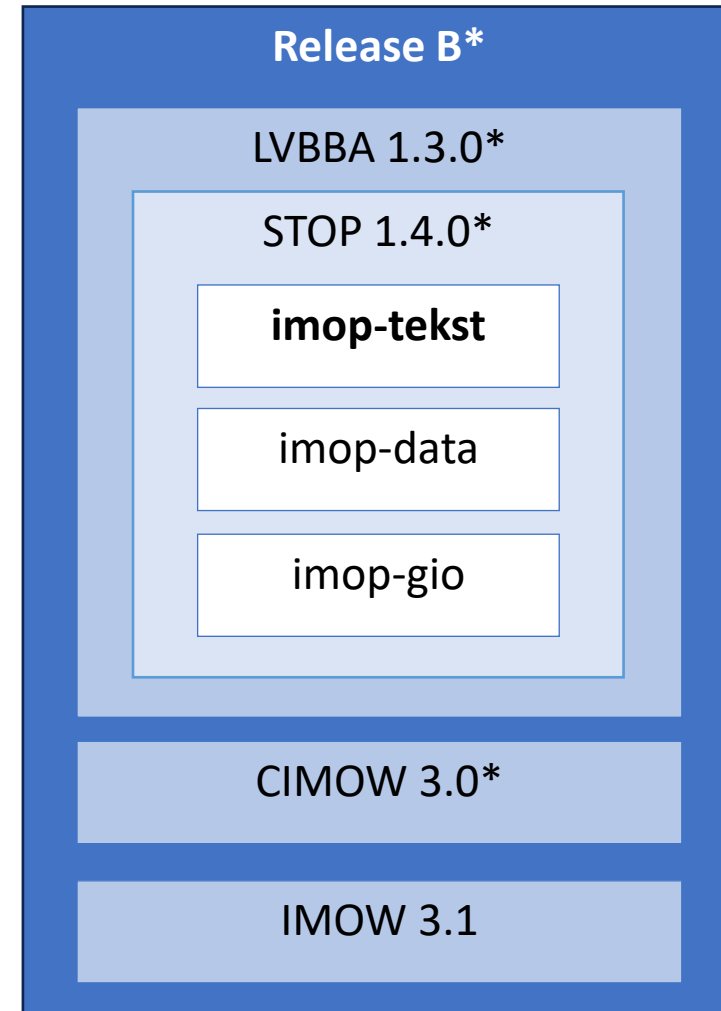 Release B*
LVBBA 1.3.0*
STOP 1.4.0*
imop-tekst
imop-data
imop-gio
CIMOW 3.0*
IMOW 3.1